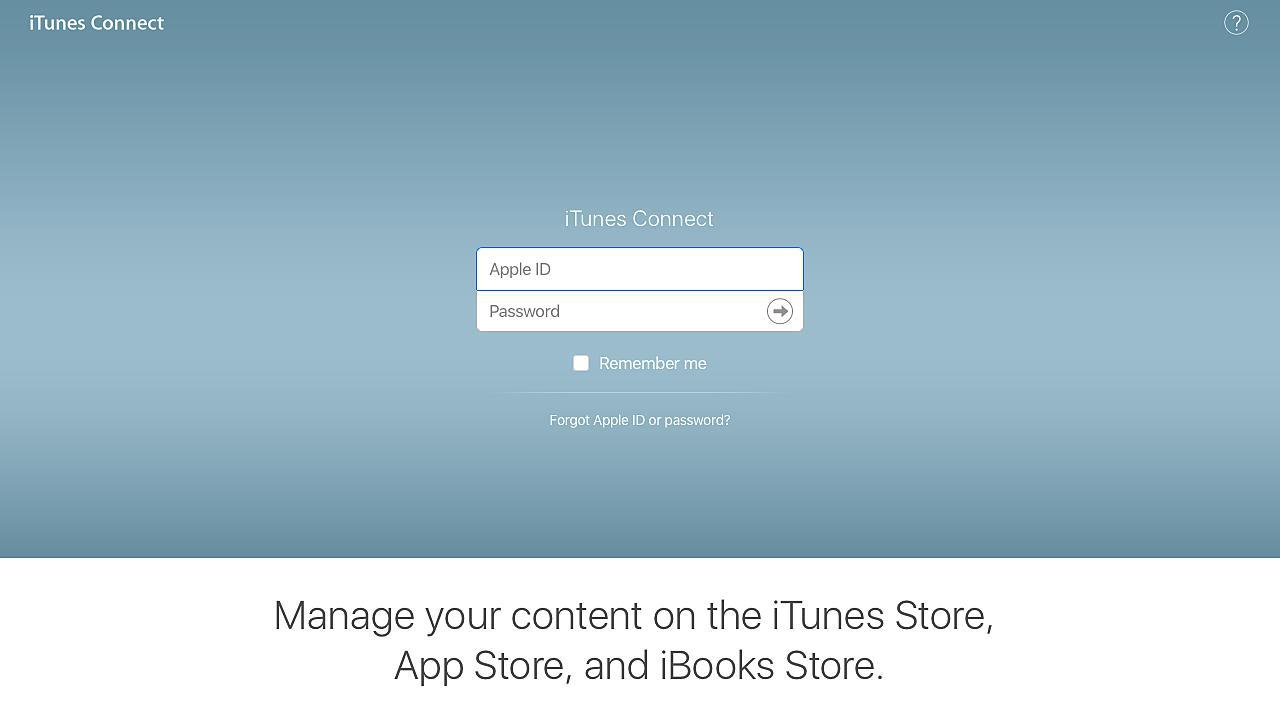 iTunes Connect
?
iTunes Connect
Apple ID
Password
Remember me
Forgot Apple ID or password?
Manage your content on the iTunes Store,
App Store, and iBooks Store.